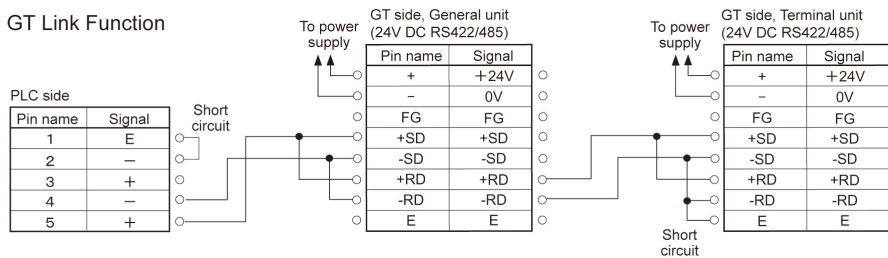 GT Link Function
PLC side
Pin name Signal
1 E
2 −
3 +
4 −
5 +
Short
circuit
To power
supply
GT side, General unit
(24V DC RS422/485)
Pin name Signal
+ +24V
− 0V
FG FG
+SD +SD
-SD -SD
+RD +RD
-RD -RD
E E
To power
supply
GT side, Terminal unit
(24V DC RS422/485)
Pin name Signal
+ +24V
− 0V
FG FG
+SD +SD
-SD -SD
+RD +RD
-RD -RD
E E
Short
circuit